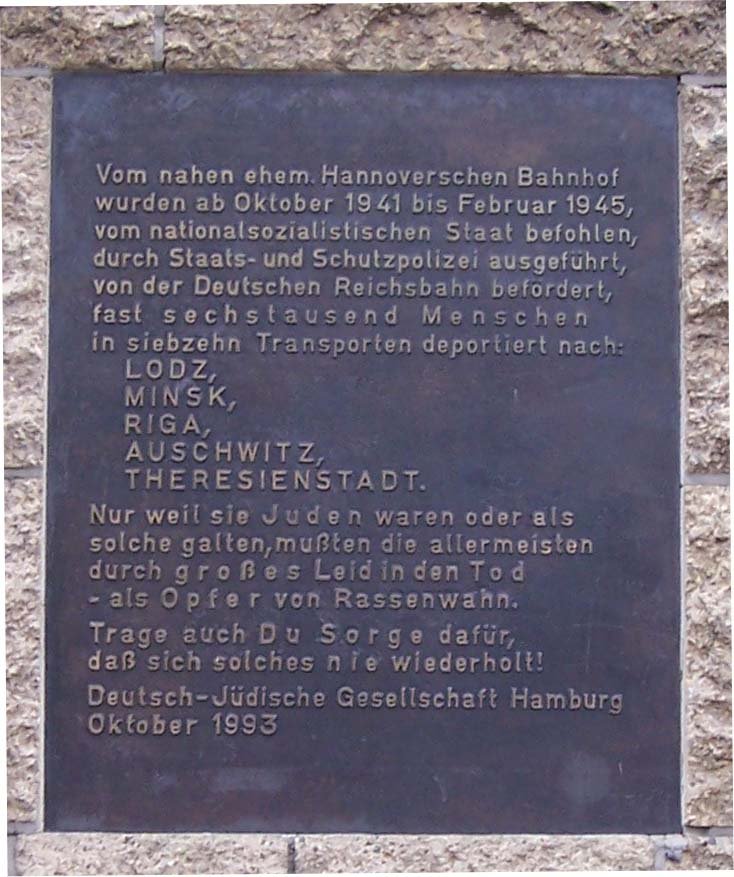 Vom nahen ehem. Hannoverschen Bahnhof
wurden ab Oktober 1941 bis Februar 1945,
vom nationalsozialistischen Staat befohlen,
durch Staats- und Schutzpolizei ausgeführt,
von der Deutschen Reichsbahn befördert,
fast sechstausend Menschen
in siebzehn Transporten deportiert nach:
LODZ,
MINSK,
RIGA,
AUSCHWITZ,
THERESIENSTADT.
Nur weil sie Juden waren oder als
solche galten, mußten die allermeisten
durch großes Leid in den Tod
- als Opfer von Rassenwahn.
Trage auch Du Sorge dafür,
daß sich solches nie wiederholt!
Deutsch-Jüdische Gesellschaft Hamburg
Oktober 1993